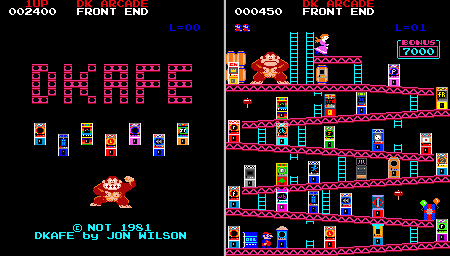 1UP DK ARCADE
002400 FRONT END
L=00
DKAFE
© NOT 1981
DKAFE by JON WILSON
DK ARCADE
000450 FRONT END
L=01
BONUS
7000